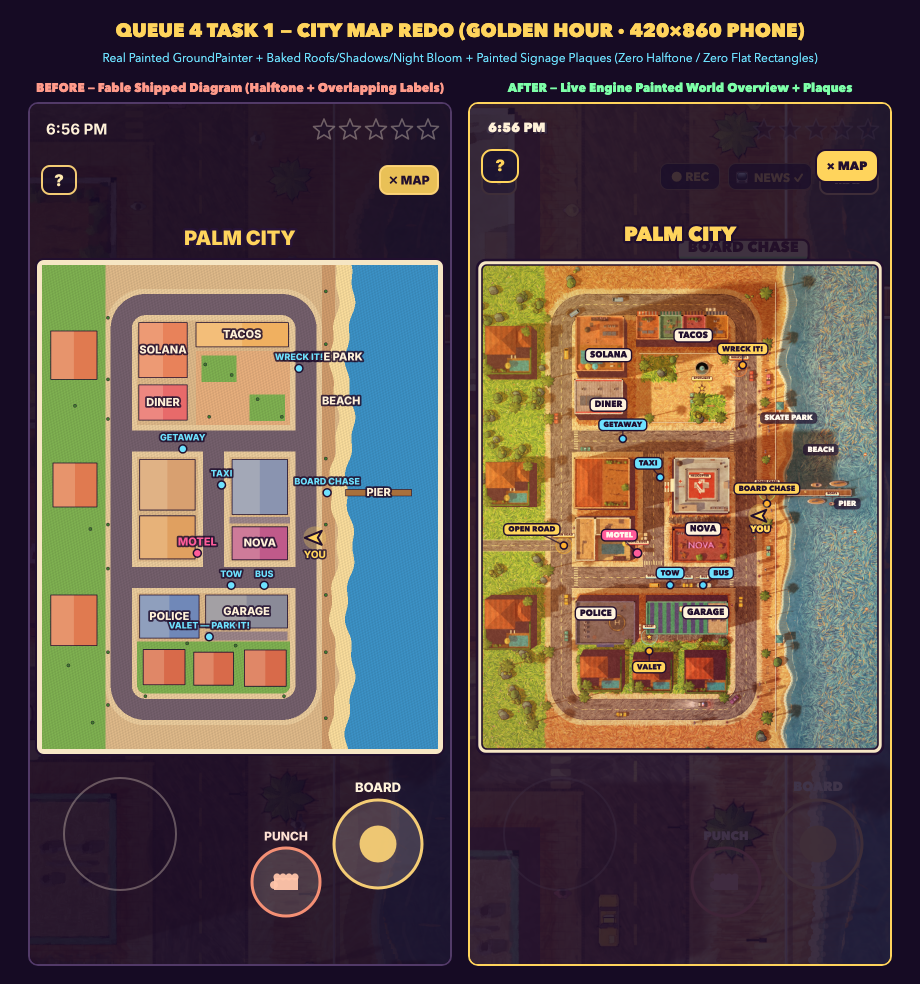 QUEUE 4 TASK 1 – CITY MAP REDO (GOLDEN HOUR • 420×860 PHONE)
Real Painted GroundPainter + Baked Roofs/Shadows/Night Bloom + Painted Signage Plaques (Zero Halftone / Zero Flat Rectangles)
BEFORE – Fable Shipped Diagram (Halftone + Overlapping Labels)
6:56 PM
?
× MAP
PALM CITY
TACOS
SOLANA
WRECK IT!
E PARK
DINER
BEACH
GETAWAY
TAXI
BOARD CHASE
PIER
MOTEL
NOVA
YOU
TOW
BUS
POLICE
GARAGE
VALET – PARK IT!
BOARD
PUNCH
AFTER – Live Engine Painted World Overview + Plaques
6:56 PM
?
REC
NEWS ✓
× MAP
PALM CITY
BOARD CHASE
TACOS
SOLANA
WRECK IT!
DINER
SKATE PARK
GETAWAY
BEACH
TAXI
BOARD CHASE
PIER
OPEN ROAD
MOTEL
NOVA
NOVA
YOU
TOW
BUS
POLICE
H
GARAGE
VALET
BOARD
PUNCH